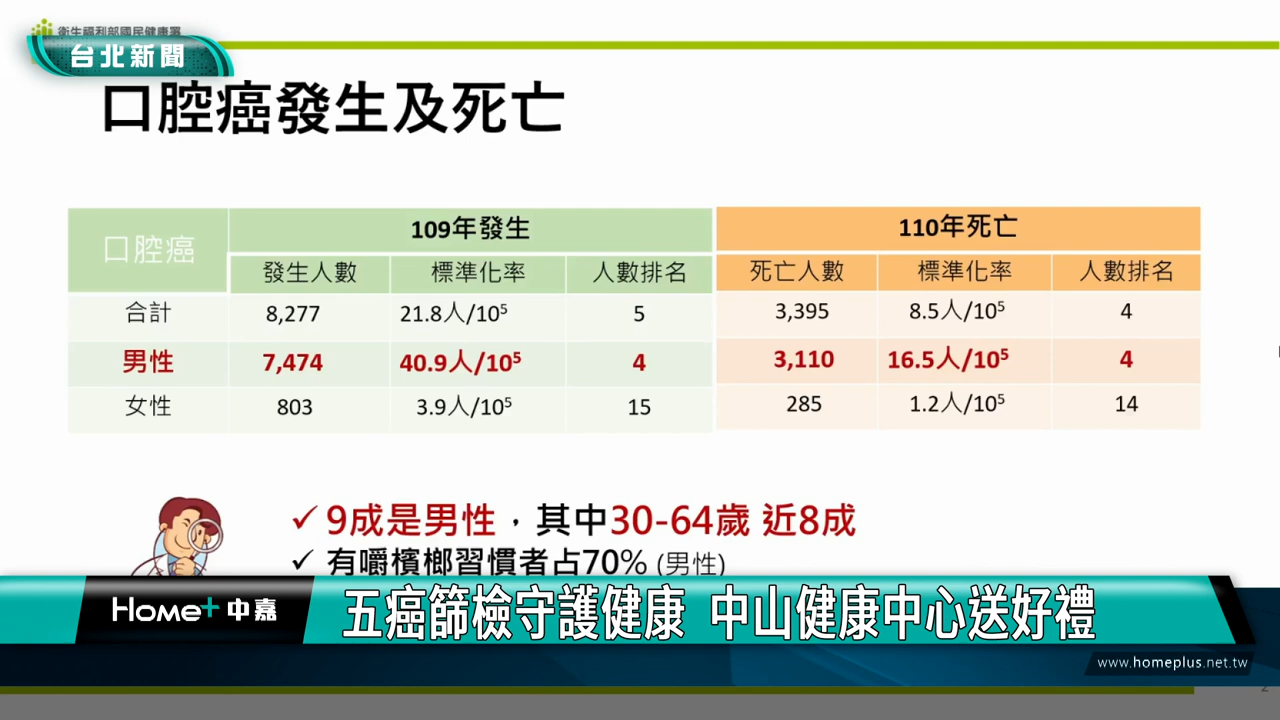 衛生福利部國民健康署
台北新聞
口腔癌發生及死亡
口腔癌 109年發生 110年死亡
發生人數 標準化率 人數排名 死亡人數 標準化率 人數排名
合計 8,277 21.8人/10⁵ 5 3,395 8.5人/10⁵ 4
男性 7,474 40.9人/10⁵ 4 3,110 16.5人/10⁵ 4
女性 803 3.9人/10⁵ 15 285 1.2人/10⁵ 14
✓ 9成是男性，其中30-64歲 近8成
✓ 有嚼檳榔習慣者占70% (男性)
Home+ 中嘉 五癌篩檢守護健康 中山健康中心送好禮
www.homeplus.net.tw
2